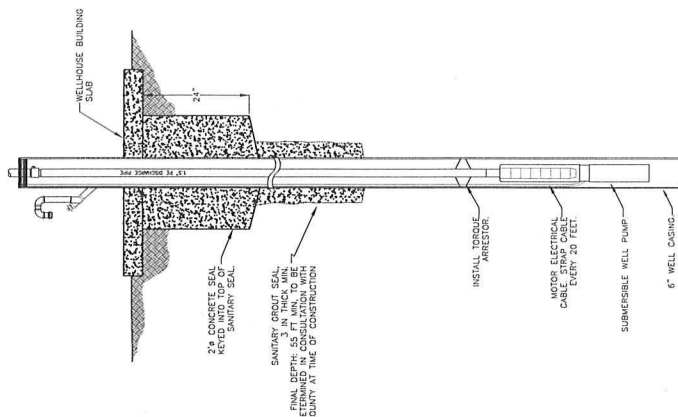 WELLHOUSE BUILDING
SLAB
24"
1.5" PE DISCHARGE PIPE
2'ø CONCRETE SEAL
KEYED INTO TOP OF
SANITARY SEAL.
SANITARY GROUT SEAL,
3 IN THICK MIN.
FINAL DEPTH: 55 FT MIN, TO BE
ETERMINED IN CONSULTATION WITH
OUNTY AT TIME OF CONSTRUCTION
INSTALL TORQUE
ARRESTOR.
MOTOR ELECTRICAL
CABLE. STRAP CABLE
EVERY 20 FEET.
SUBMERSIBLE WELL PUMP
6" WELL CASING